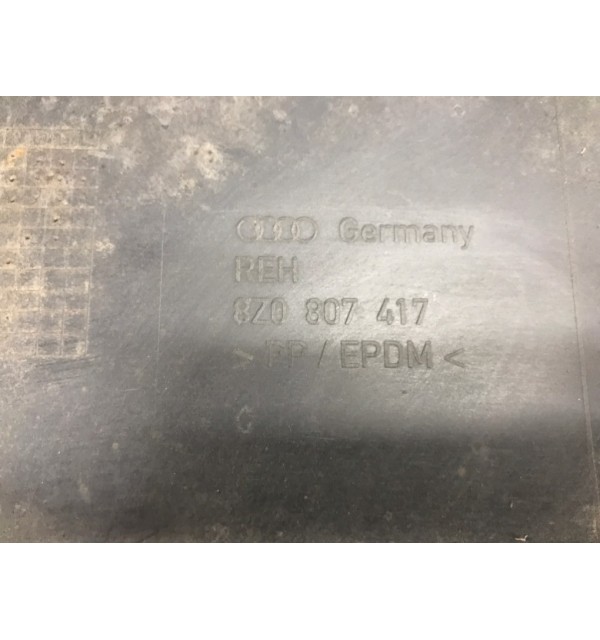 Germany
REH
8Z0 807 417
> PP / EPDM <